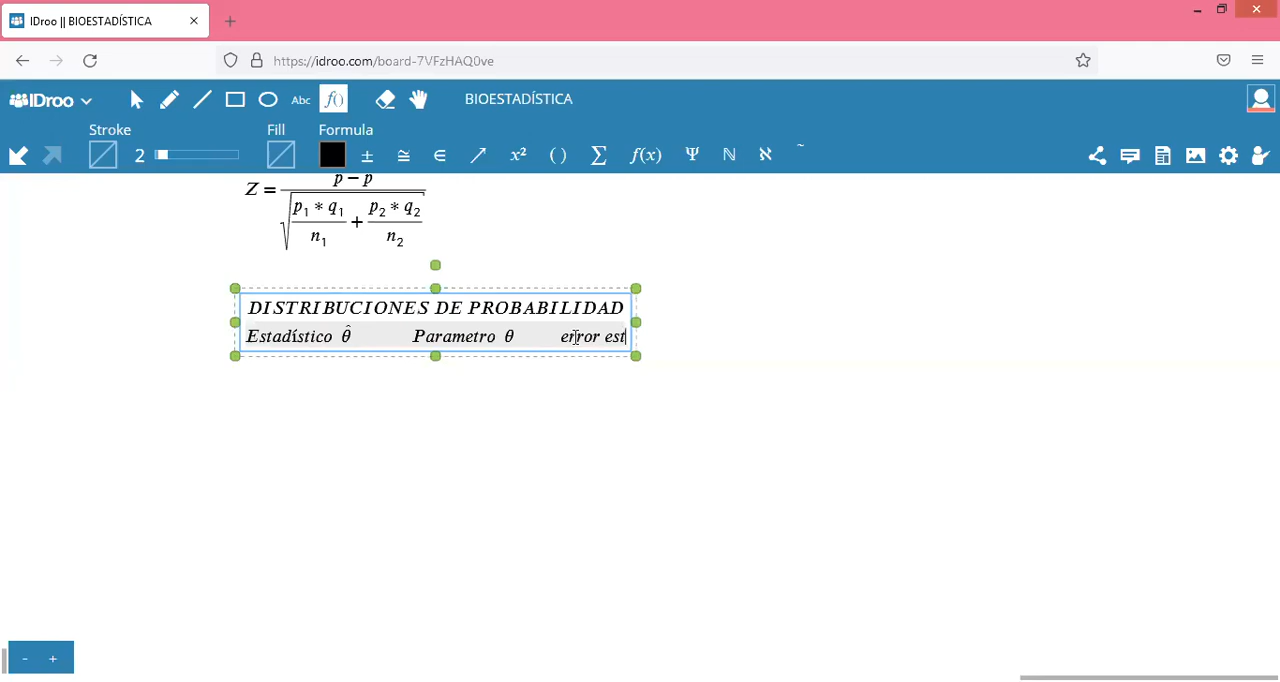 IDroo || BIOESTADÍSTICA
https://idroo.com/board-7VFzHAQ0ve
IDroo
Abc
f()
BIOESTADÍSTICA
Stroke
Fill
Formula
2
± ≅ ∈ x² ( ) ∑ f(x) Ψ ℕ ℵ ~
p − p
Z =
p₁ * q₁ + p₂ * q₂
n₁ n₂
DISTRIBUCIONES DE PROBABILIDAD
Estadístico θ̂ Parametro θ error est
- +